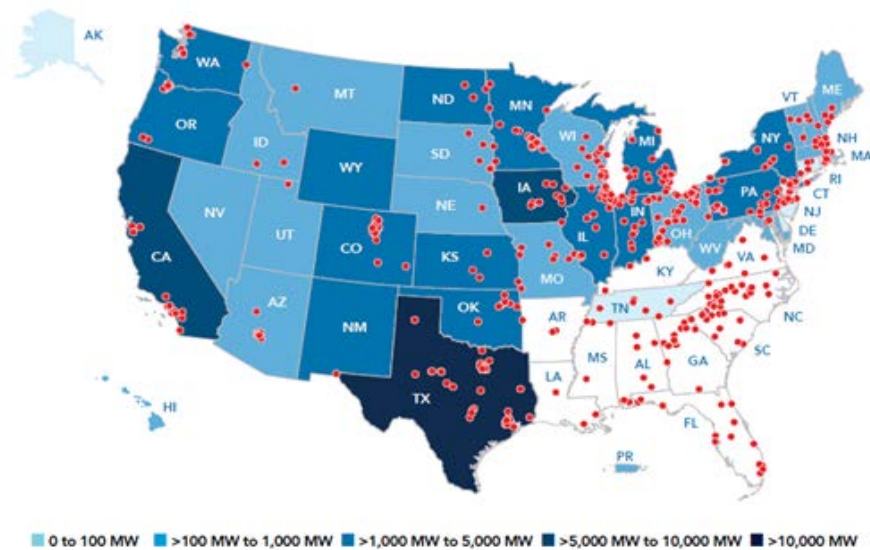 AK
WA
MT
ND
MN
VT
ME
OR
ID
SD
WI
MI
NY
NH
MA
WY
RI
CT
NV
NE
IA
PA
NJ
UT
CO
IL
IN
OH
DE
MD
CA
KS
MO
WV
VA
KY
AZ
NM
OK
AR
TN
NC
SC
MS
AL
GA
TX
LA
HI
FL
PR
0 to 100 MW >100 MW to 1,000 MW >1,000 MW to 5,000 MW >5,000 MW to 10,000 MW >10,000 MW